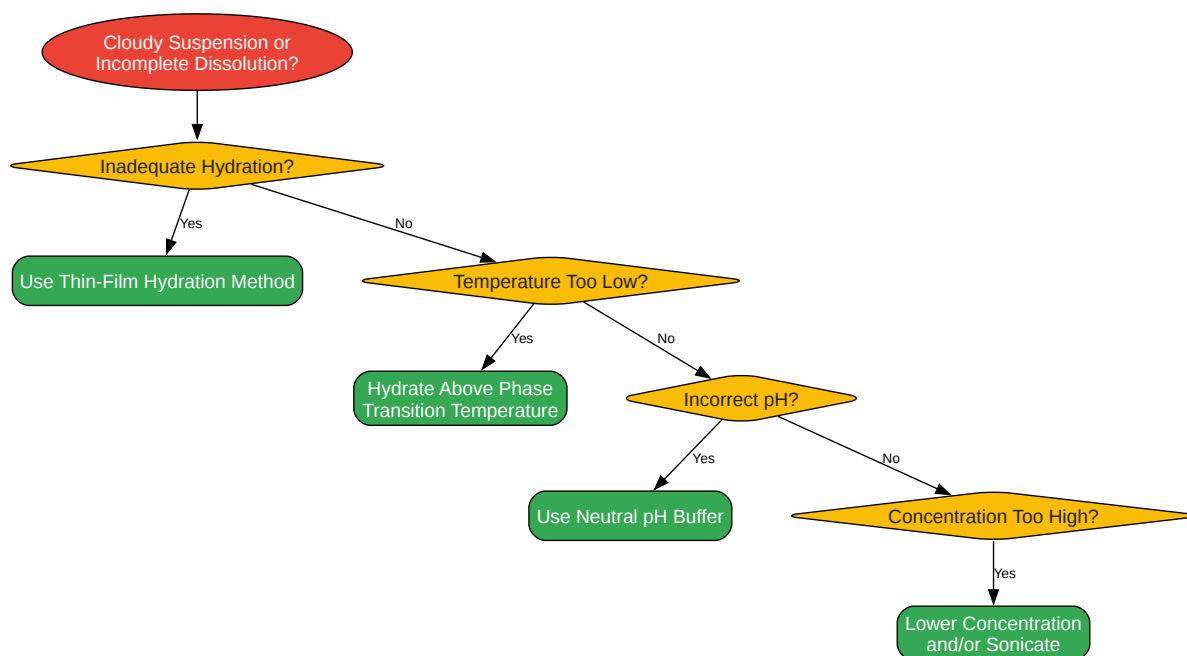 Cloudy Suspension or
Incomplete Dissolution?
Inadequate Hydration?
Yes
No
Use Thin-Film Hydration Method
Temperature Too Low?
Yes
No
Hydrate Above Phase
Transition Temperature
Incorrect pH?
Yes
No
Use Neutral pH Buffer
Concentration Too High?
Yes
Lower Concentration
and/or Sonicate